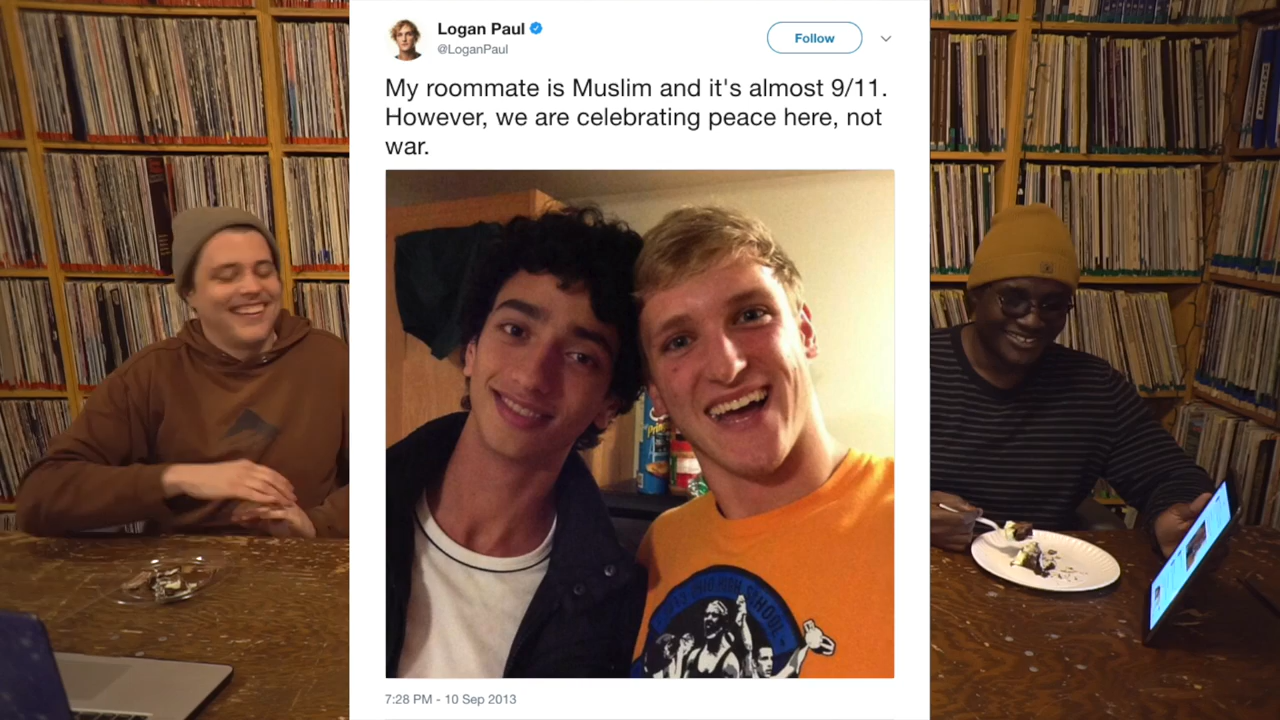 Logan Paul
@LoganPaul
Follow
My roommate is Muslim and it's almost 9/11.
However, we are celebrating peace here, not
war.
7:28 PM - 10 Sep 2013